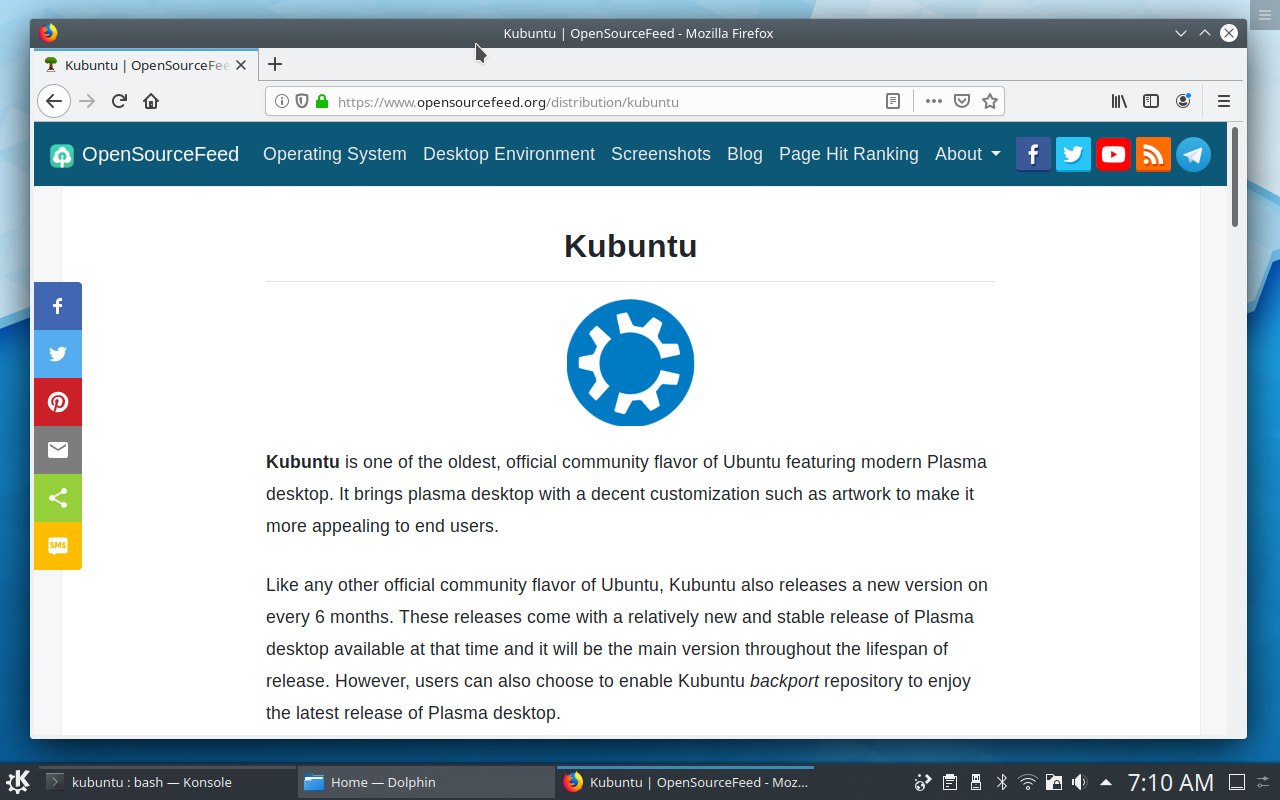 Kubuntu | OpenSourceFeed - Mozilla Firefox
Kubuntu | OpenSourceFee
https://www.opensourcefeed.org/distribution/kubuntu
OpenSourceFeed Operating System Desktop Environment Screenshots Blog Page Hit Ranking About
Kubuntu
Kubuntu is one of the oldest, official community flavor of Ubuntu featuring modern Plasma
desktop. It brings plasma desktop with a decent customization such as artwork to make it
more appealing to end users.
Like any other official community flavor of Ubuntu, Kubuntu also releases a new version on
every 6 months. These releases come with a relatively new and stable release of Plasma
desktop available at that time and it will be the main version throughout the lifespan of
release. However, users can also choose to enable Kubuntu backport repository to enjoy
the latest release of Plasma desktop.
SMS
kubuntu : bash — Konsole
Home — Dolphin
Kubuntu | OpenSourceFeed - Moz...
7:10 AM